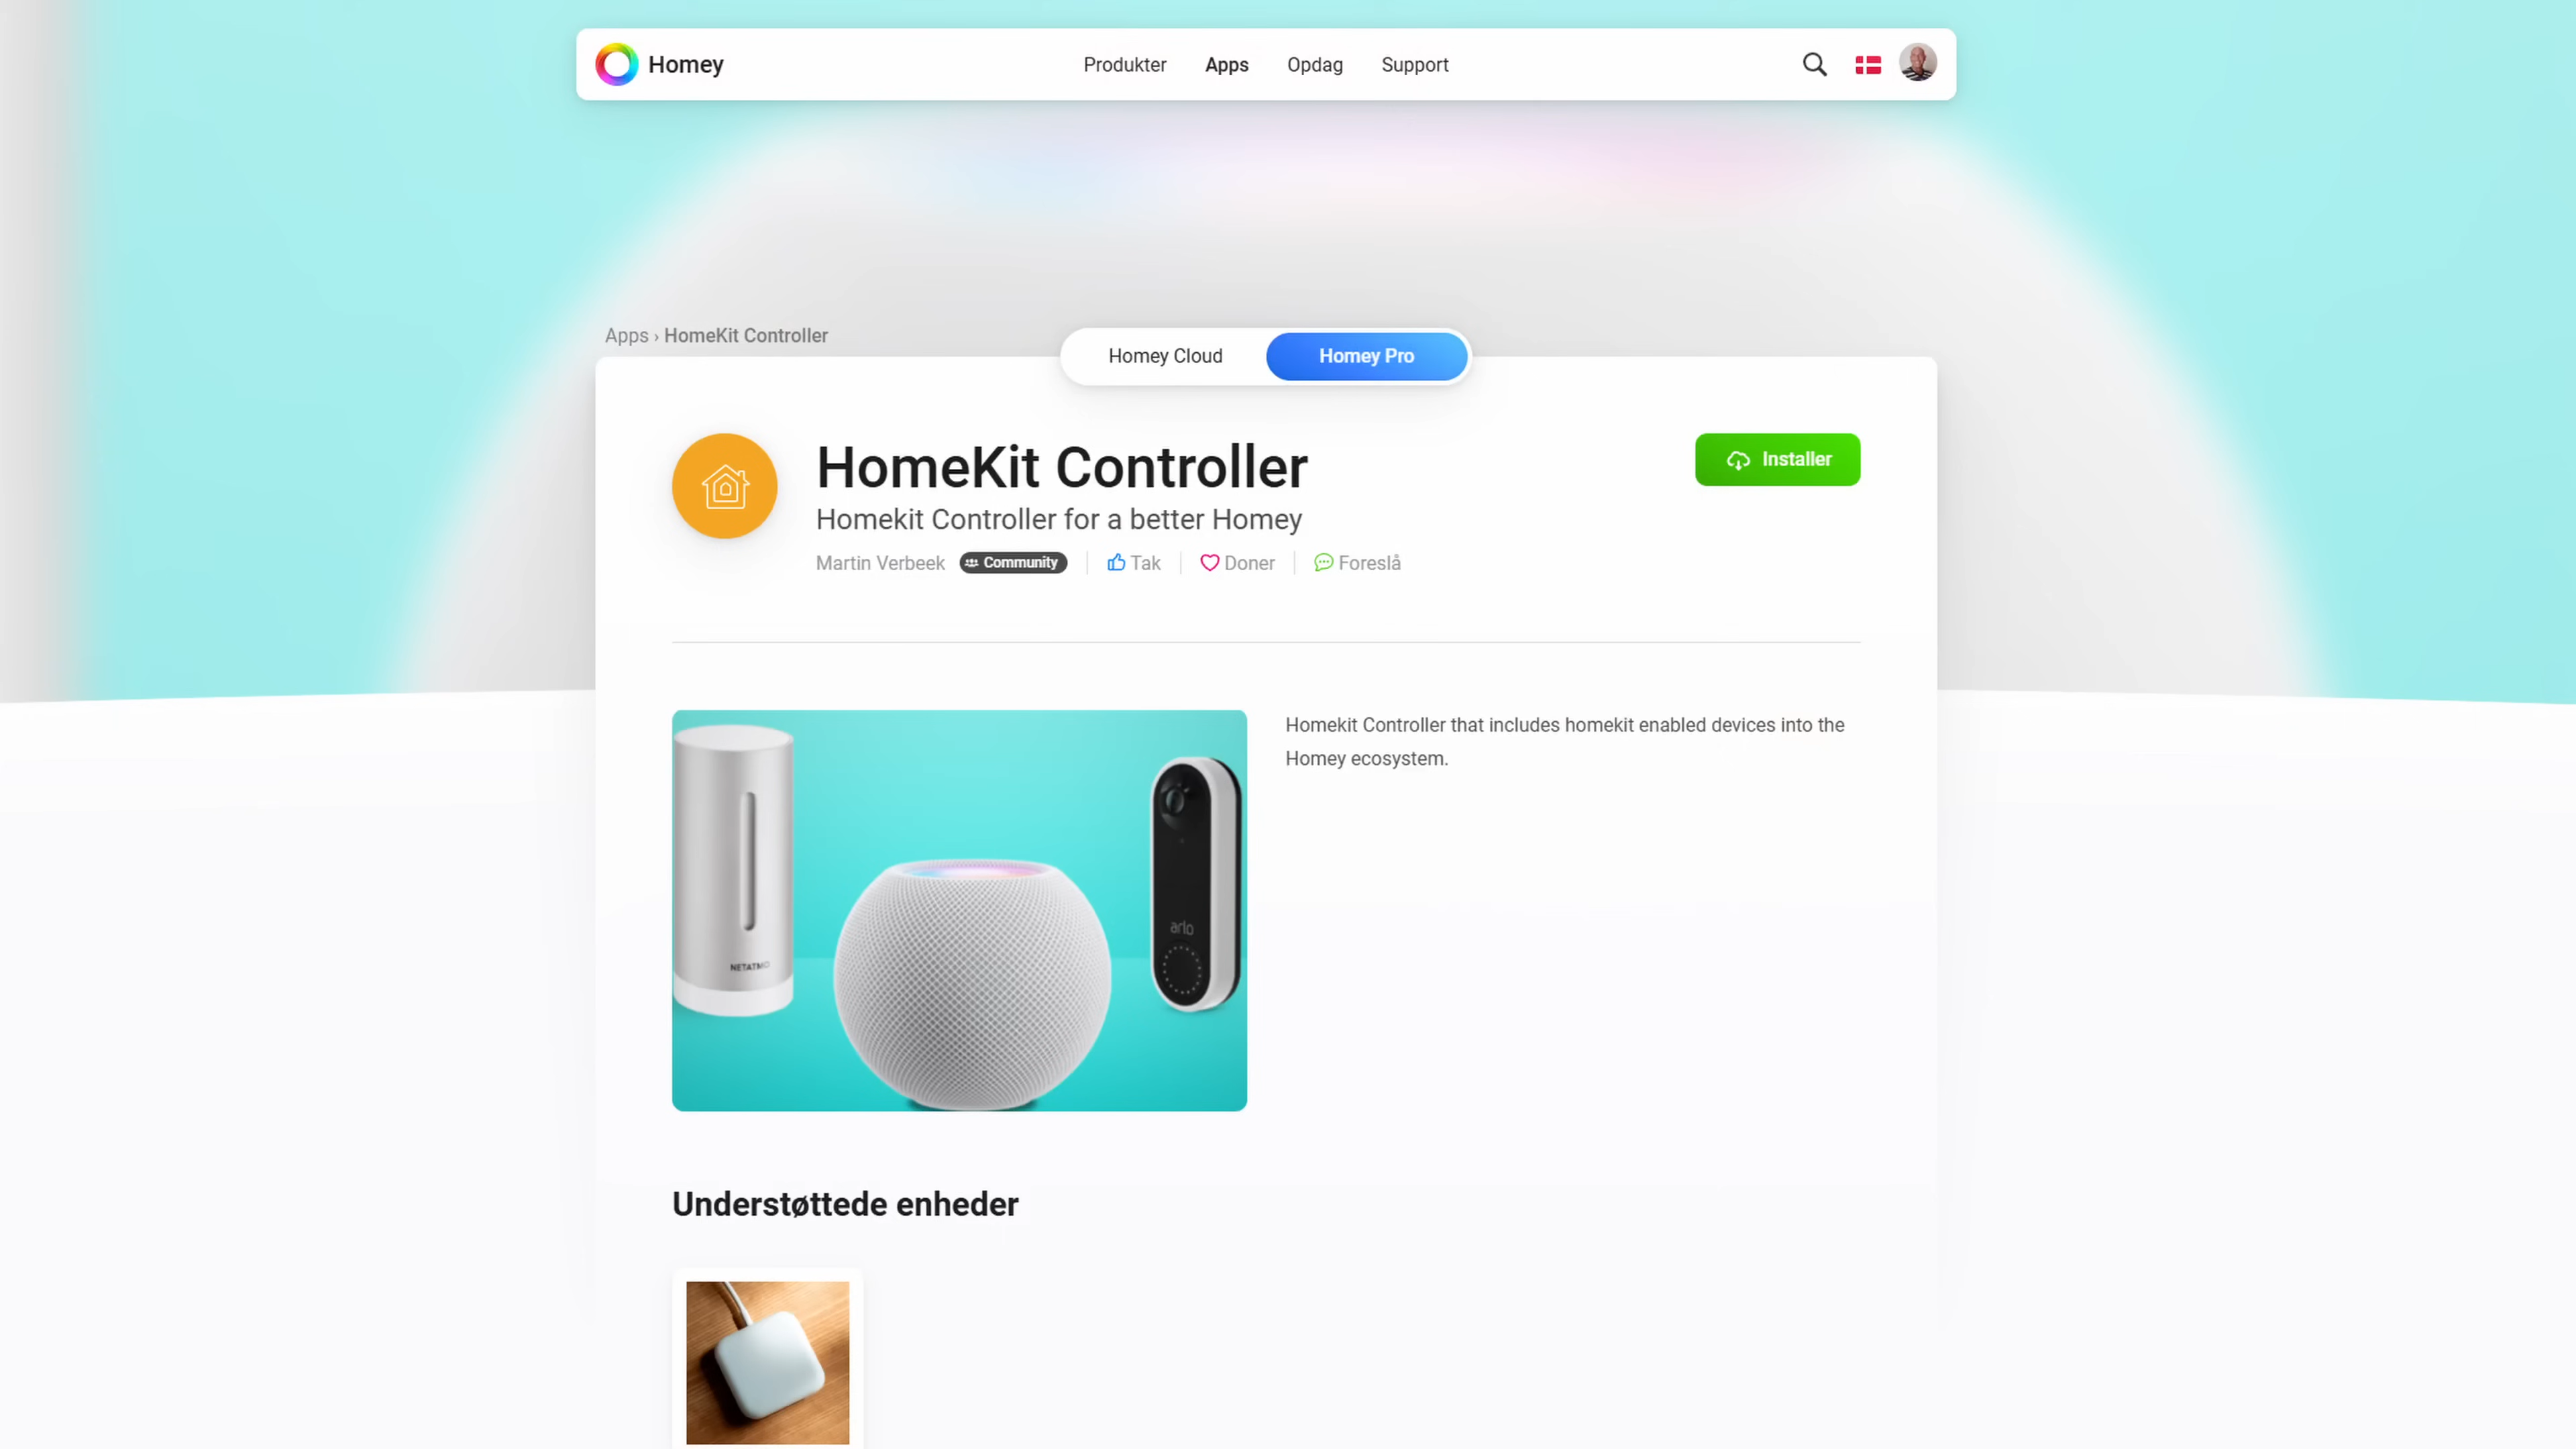 Homey
Produkter Apps Opdag Support
Apps › HomeKit Controller
Homey Cloud Homey Pro
HomeKit Controller
Installer
Homekit Controller for a better Homey
Martin Verbeek Community Tak Doner Foreslå
Homekit Controller that includes homekit enabled devices into the
Homey ecosystem.
NETATMO
arlo
Understøttede enheder